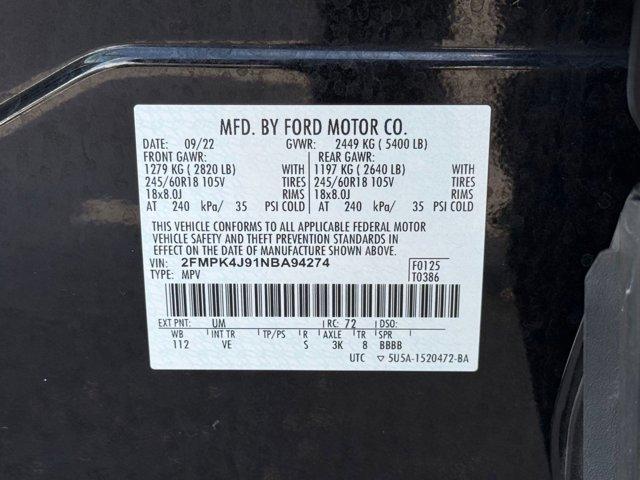 MFD. BY FORD MOTOR CO.
DATE: 09/22 GVWR: 2449 KG ( 5400 LB)
FRONT GAWR: REAR GAWR:
1279 KG ( 2820 LB) WITH 1197 KG ( 2640 LB) WITH
245/60R18 105V TIRES 245/60R18 105V TIRES
18x8.0J RIMS 18x8.0J RIMS
AT 240 kPa/ 35 PSI COLD AT 240 kPa/ 35 PSI COLD
THIS VEHICLE CONFORMS TO ALL APPLICABLE FEDERAL MOTOR
VEHICLE SAFETY AND THEFT PREVENTION STANDARDS IN
EFFECT ON THE DATE OF MANUFACTURE SHOWN ABOVE.
VIN: 2FMPK4J91NBA94274 F0125
TYPE: MPV T0386
EXT PNT: UM RC: 72 DSO:
WB INT TR TP/PS R AXLE TR SPR
112 VE S 3K 8 BBBB
UTC ▽ 5U5A-1520472-BA